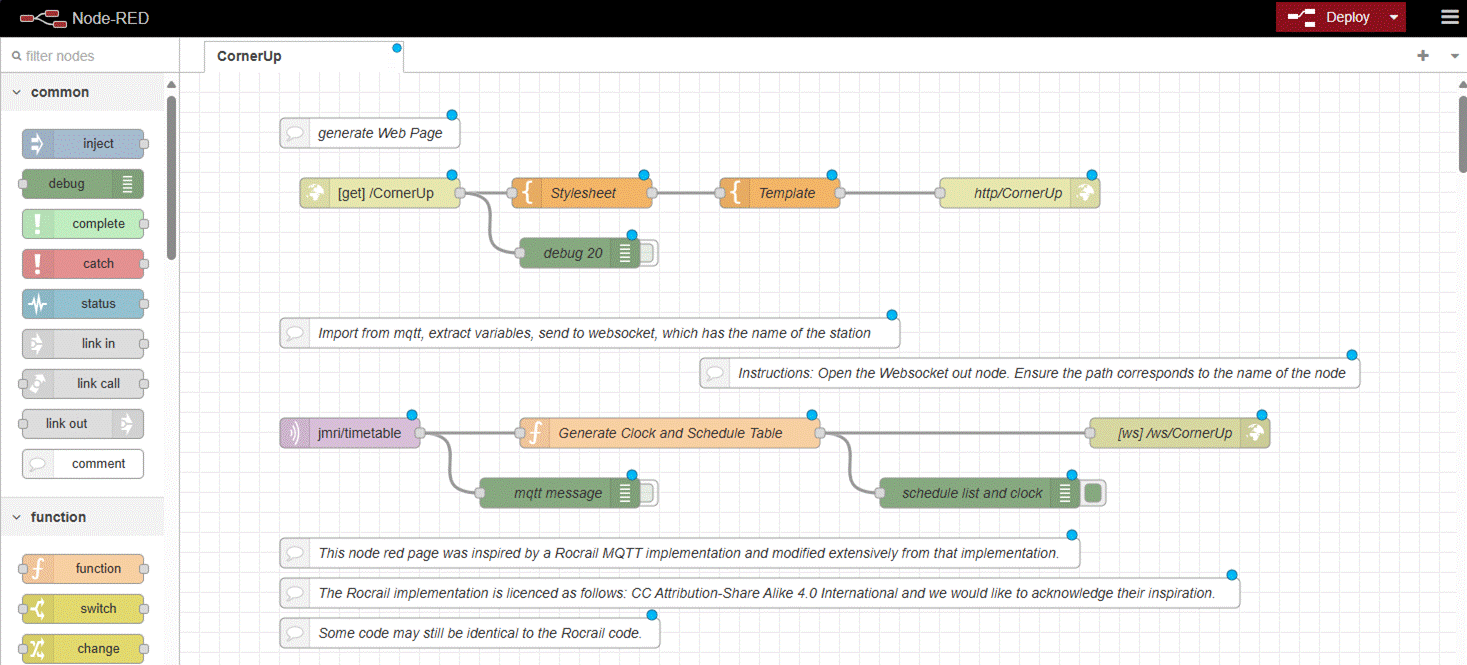 Node-RED
Deploy
filter nodes
CornerUp
common
inject
debug
complete
catch
status
link in
link call
link out
comment
function
function
switch
change
generate Web Page
[get] /CornerUp
Stylesheet
Template
http/CornerUp
debug 20
Import from mqtt, extract variables, send to websocket, which has the name of the station
Instructions: Open the Websocket out node. Ensure the path corresponds to the name of the node
jmri/timetable
Generate Clock and Schedule Table
[ws] /ws/CornerUp
mqtt message
schedule list and clock
This node red page was inspired by a Rocrail MQTT implementation and modified extensively from that implementation.
The Rocrail implementation is licenced as follows: CC Attribution-Share Alike 4.0 International and we would like to acknowledge their inspiration.
Some code may still be identical to the Rocrail code.